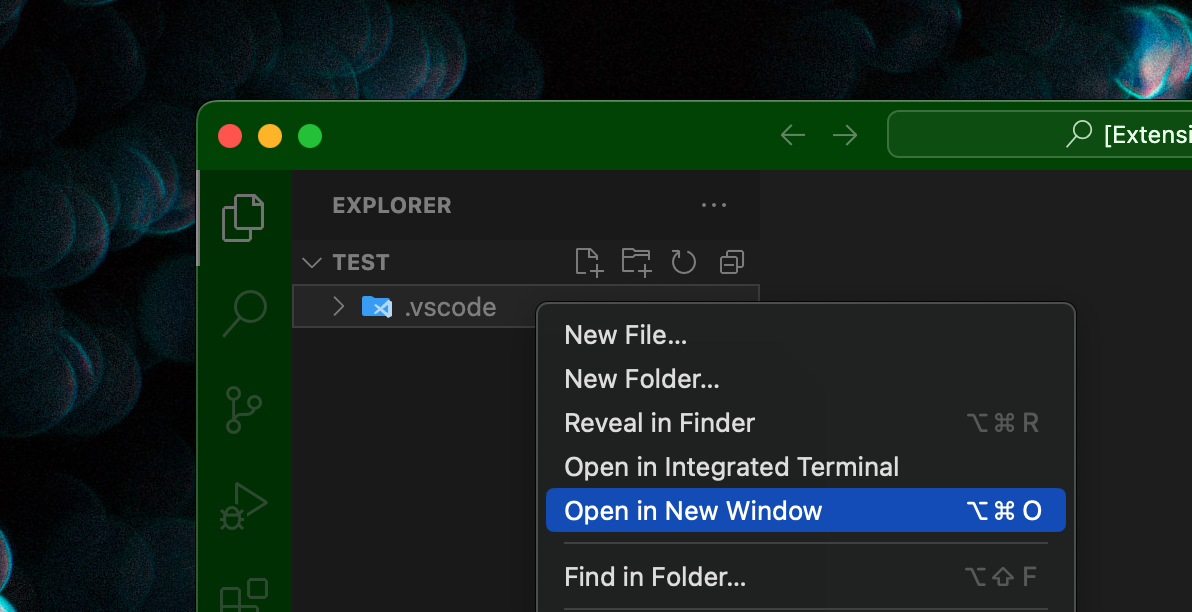 [Extensi
EXPLORER
TEST
.vscode
New File...
New Folder...
Reveal in Finder ⌥⌘R
Open in Integrated Terminal
Open in New Window ⌥⌘O
Find in Folder... ⌥⇧F